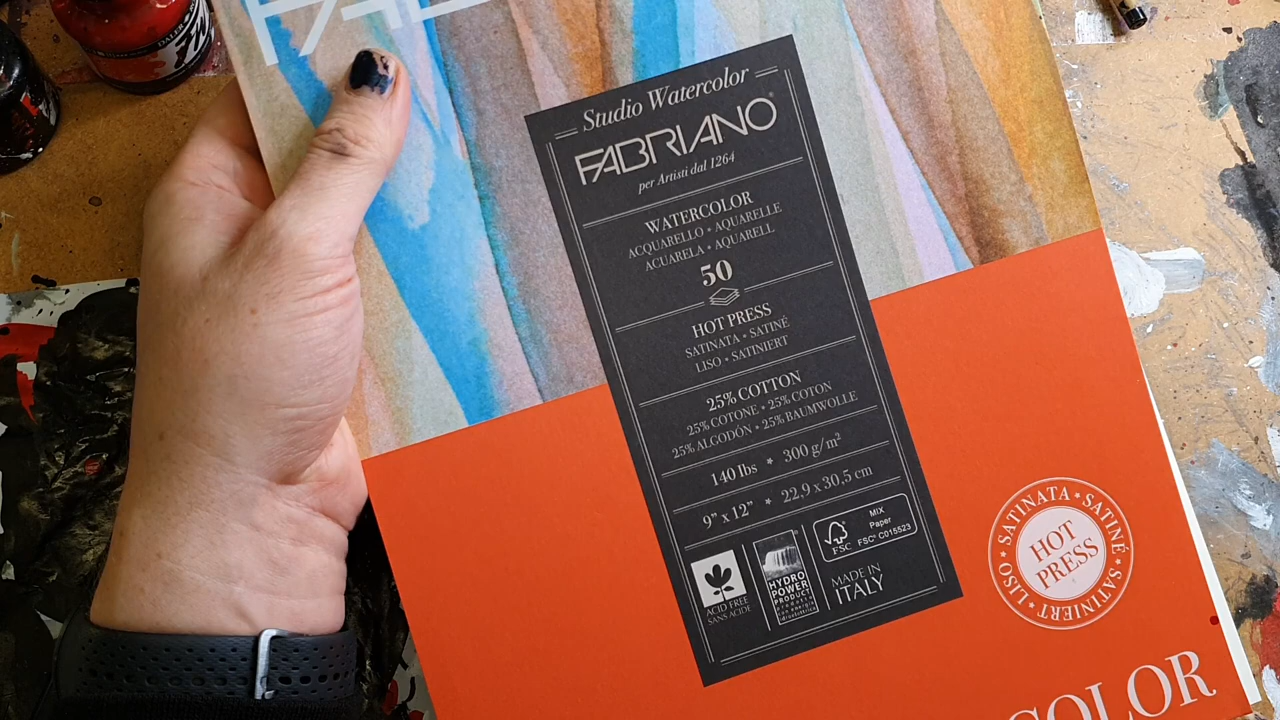 FAB
DALER
Studio Watercolor
FABRIANO®
per Artisti dal 1264
WATERCOLOR
ACQUARELLO • AQUARELLE
ACUARELA • AQUARELL
50
HOT PRESS
SATINATA • SATINÉ
LISO • SATINIERT
25% COTTON
25% COTONE • 25% COTON
25% ALGODÓN • 25% BAUMWOLLE
140 lbs * 300 g/m²
9” x 12” * 22,9 x 30,5 cm
ACID FREE
SANS ACIDE
HYDRO
POWER
PRODUCT
FSC
MIX
Paper
FSC® C015523
MADE IN
ITALY
SATINATA • SATINÉ • SATINIERT • LISO •
HOT
PRESS
COLOR